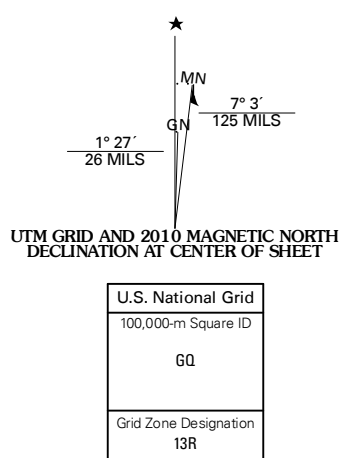 ★
MN
7° 3´
125 MILS
GN
1° 27´
26 MILS
UTM GRID AND 2010 MAGNETIC NORTH
DECLINATION AT CENTER OF SHEET
U.S. National Grid
100,000-m Square ID
GQ
Grid Zone Designation
13R